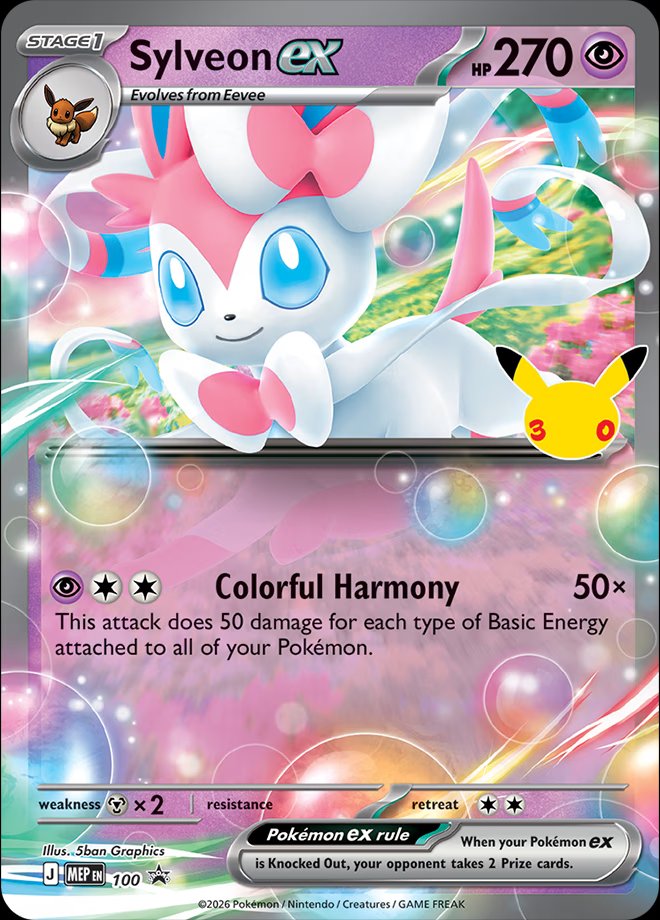 STAGE 1
Sylveon ex
HP 270
Evolves from Eevee
30
Colorful Harmony 50×
This attack does 50 damage for each type of Basic Energy
attached to all of your Pokémon.
weakness ×2 resistance retreat
Illus. 5ban Graphics
Pokémon ex rule When your Pokémon ex
is Knocked Out, your opponent takes 2 Prize cards.
J MEP EN 100
©2026 Pokémon / Nintendo / Creatures / GAME FREAK